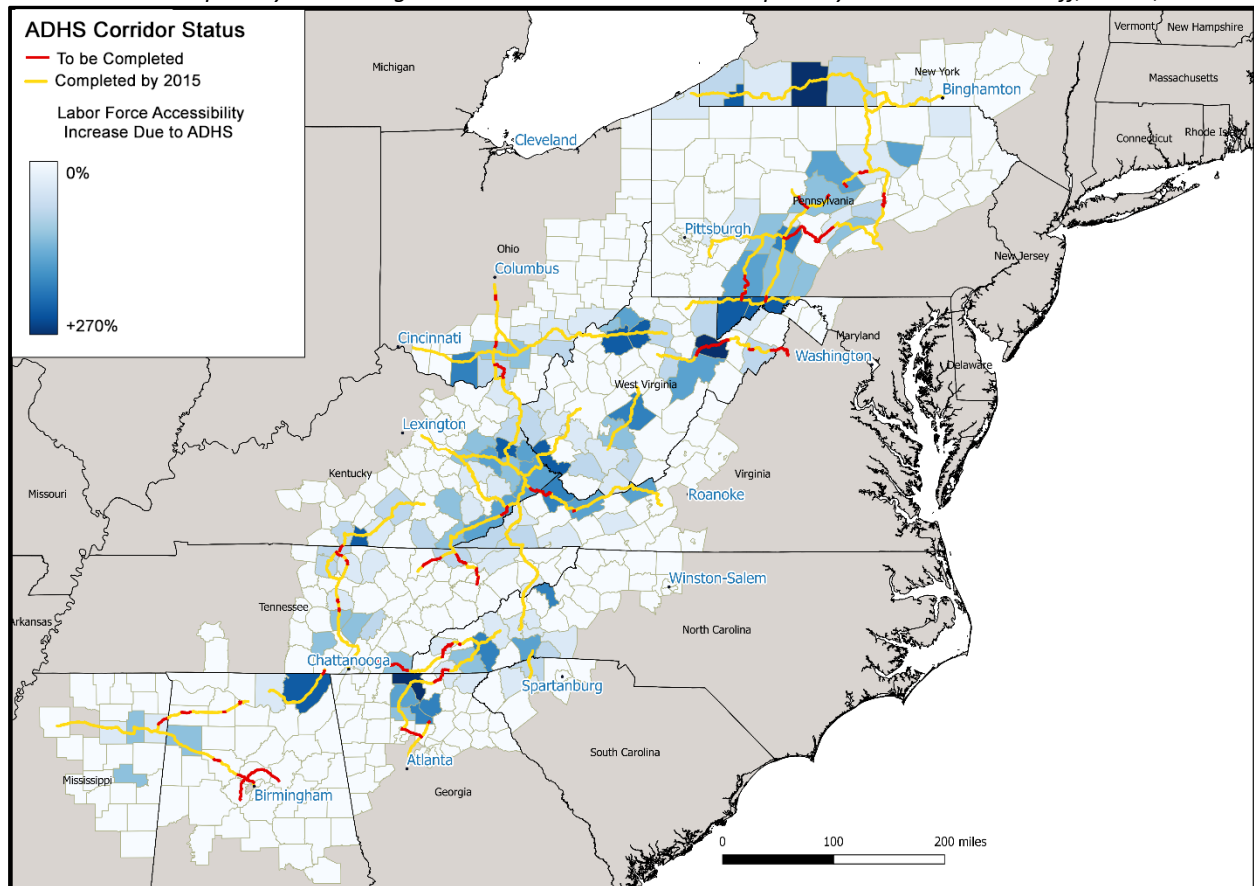 ADHS Corridor Status
To be Completed
Completed by 2015
Labor Force Accessibility
Increase Due to ADHS
0%
+270%
Michigan
Vermont
New Hampshire
New York
Binghamton
Massachusetts
Connecticut
Cleveland
Pennsylvania
Pittsburgh
New Jersey
Ohio
Columbus
Cincinnati
Maryland
Washington
Delaware
West Virginia
Lexington
Kentucky
Virginia
Roanoke
Missouri
Winston-Salem
Tennessee
Arkansas
North Carolina
Chattanooga
Spartanburg
South Carolina
Atlanta
Mississippi
Birmingham
Georgia
0 100 200 miles